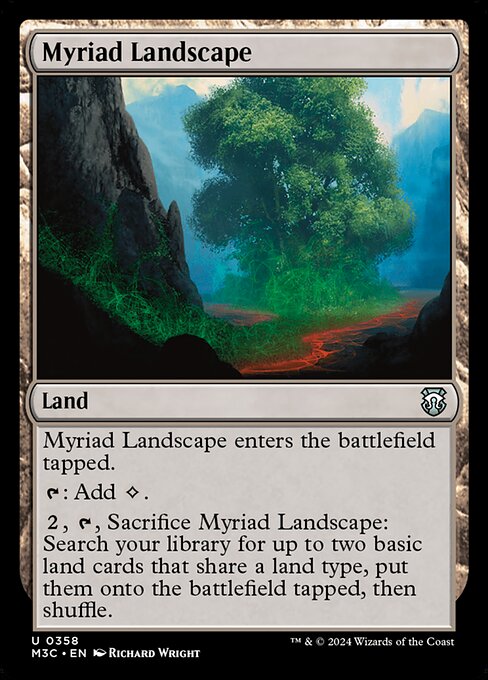 Myriad Landscape
Land
Myriad Landscape enters the battlefield
tapped.
: Add .
2, , Sacrifice Myriad Landscape:
Search your library for up to two basic
land cards that share a land type, put
them onto the battlefield tapped, then
shuffle.
U 0358
M3C • EN Richard Wright
™ & © 2024 Wizards of the Coast